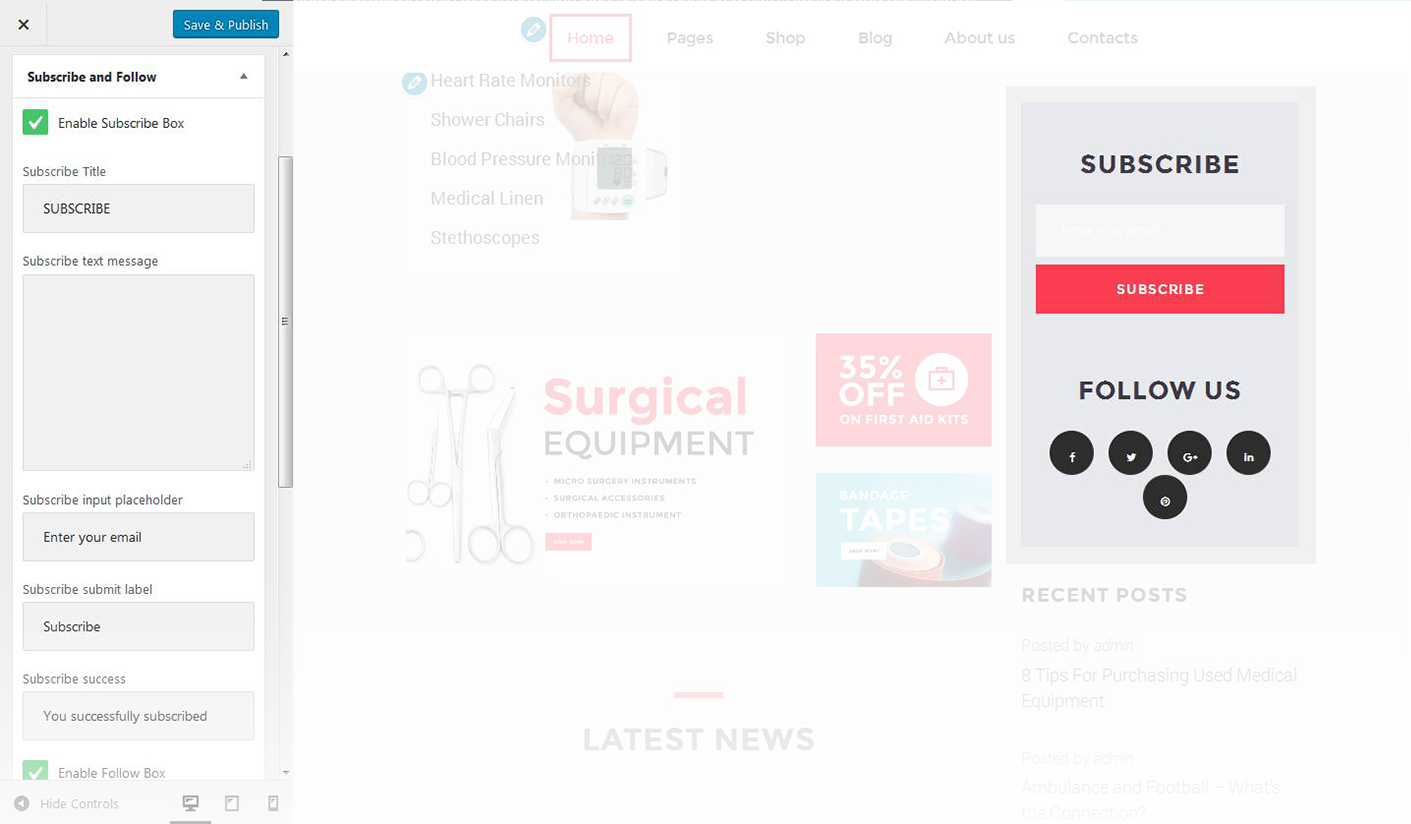 Save & Publish
Subscribe and Follow
Enable Subscribe Box
Subscribe Title
SUBSCRIBE
Subscribe text message
Subscribe input placeholder
Enter your email
Subscribe submit label
Subscribe
Subscribe success
You successfully subscribed
Enable Follow Box
Hide Controls
Home
Pages
Shop
Blog
About us
Contacts
Heart Rate Monitors
Shower Chairs
Blood Pressure Monitors
Medical Linen
Stethoscopes
Surgical
EQUIPMENT
• MICRO SURGERY INSTRUMENTS
• SURGICAL ACCESSORIES
• ORTHOPAEDIC INSTRUMENT
SHOP NOW!
35%
OFF
ON FIRST AID KITS
BANDAGE
TAPES
SHOP NOW!
LATEST NEWS
SUBSCRIBE
Enter your email
SUBSCRIBE
FOLLOW US
RECENT POSTS
Posted by admin
8 Tips For Purchasing Used Medical
Equipment
Posted by admin
Ambulance and Football – What's
the Connection?